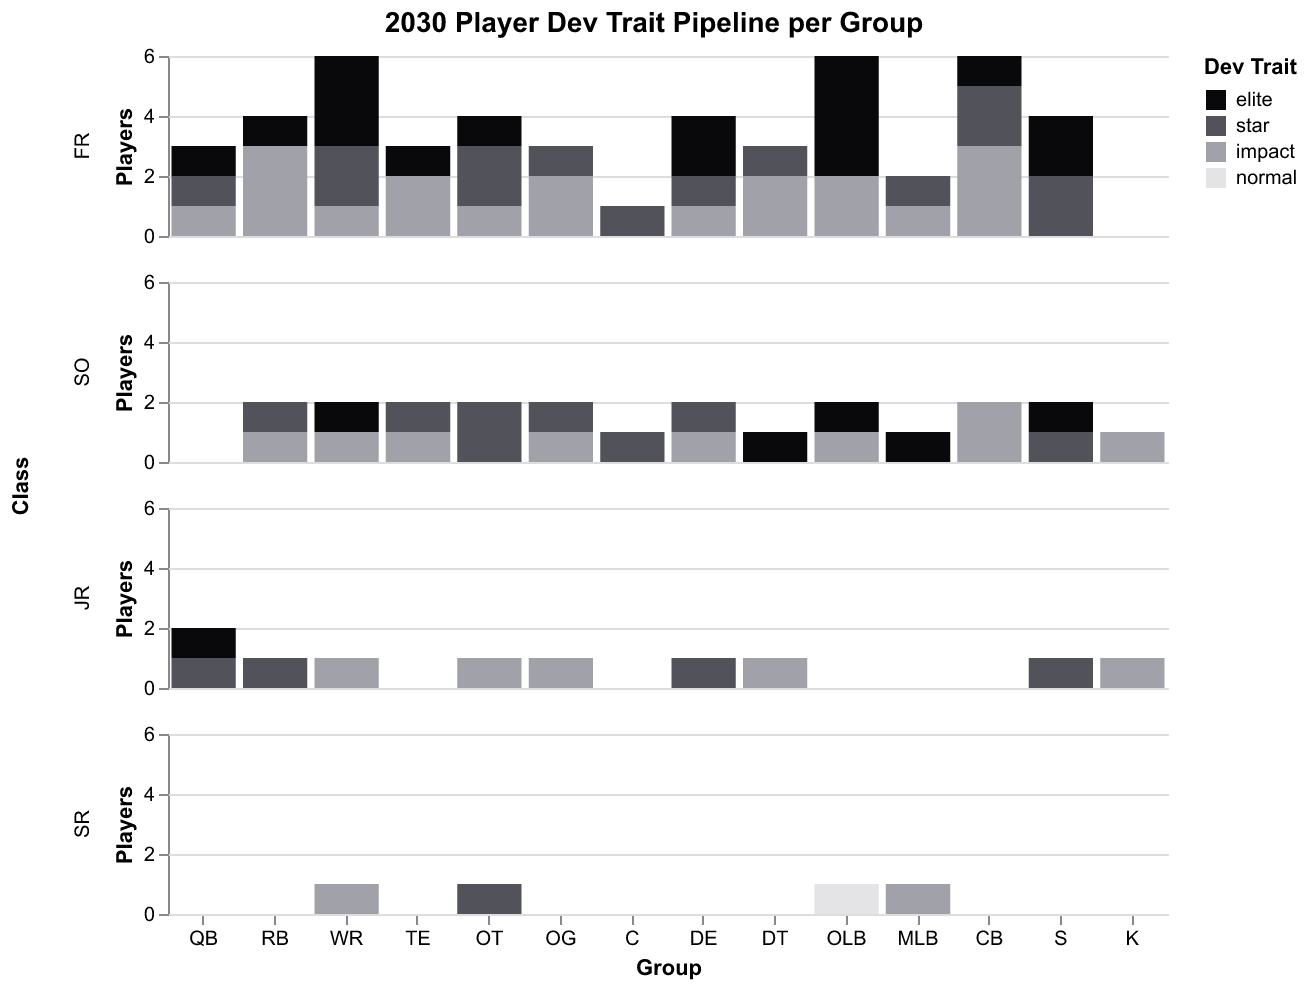 2030 Player Dev Trait Pipeline per Group
Dev Trait
elite
star
impact
normal
Class
FR
Players
6
4
2
0
SO
Players
6
4
2
0
JR
Players
6
4
2
0
SR
Players
6
4
2
0
QB RB WR TE OT OG C DE DT OLB MLB CB S K
Group